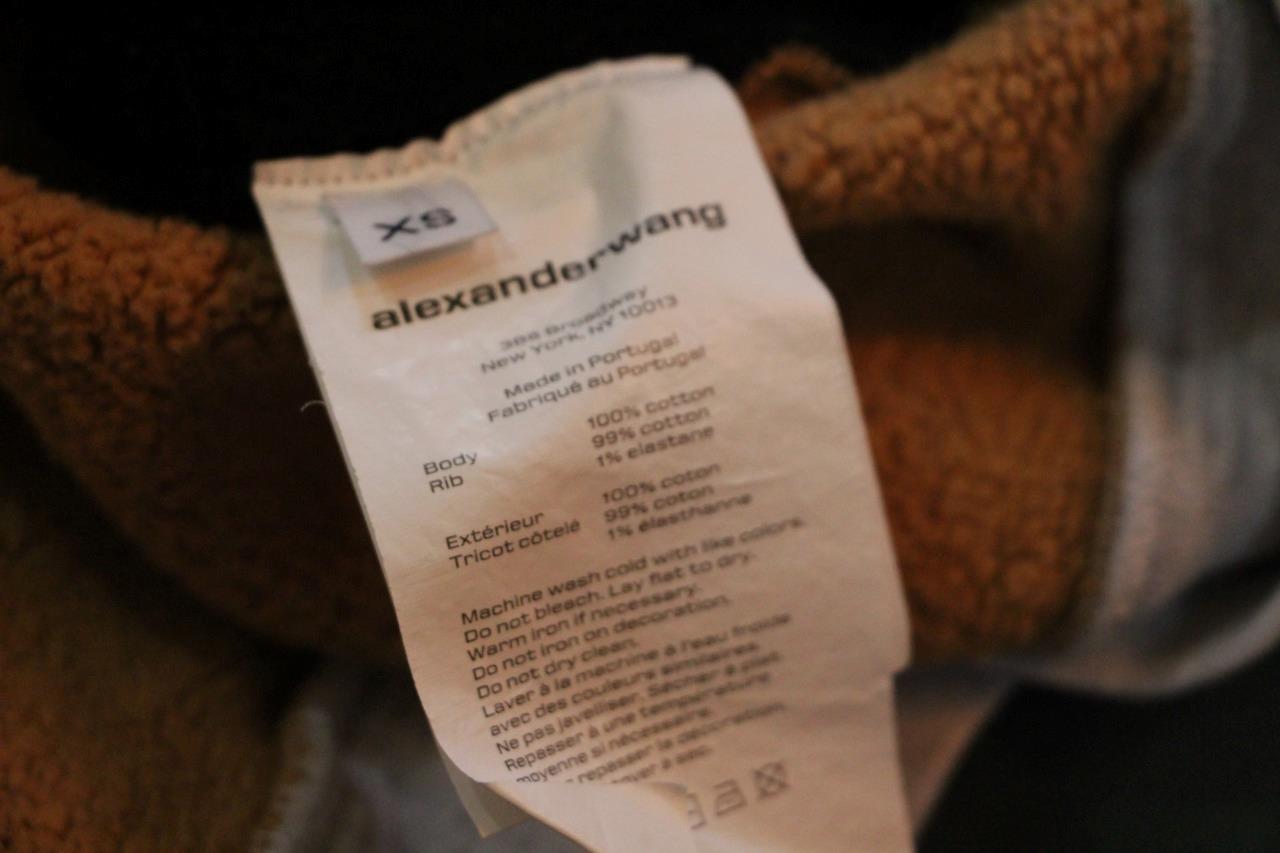 XS
alexanderwang
386 Broadway
New York, NY 10013
Made in Portugal
Fabriqué au Portugal
Body 100% cotton
Rib 99% cotton
1% elastane
Extérieur 100% coton
Tricot côtelé 99% coton
1% élasthanne
Machine wash cold with like colors.
Do not bleach. Lay flat to dry.
Warm iron if necessary.
Do not iron on decoration.
Do not dry clean.
Laver à la machine à l'eau froide
avec des couleurs similaires.
Ne pas javelliser. Sécher à plat.
Repasser à une température
moyenne si nécessaire.
repasser la décoration.
à sec.